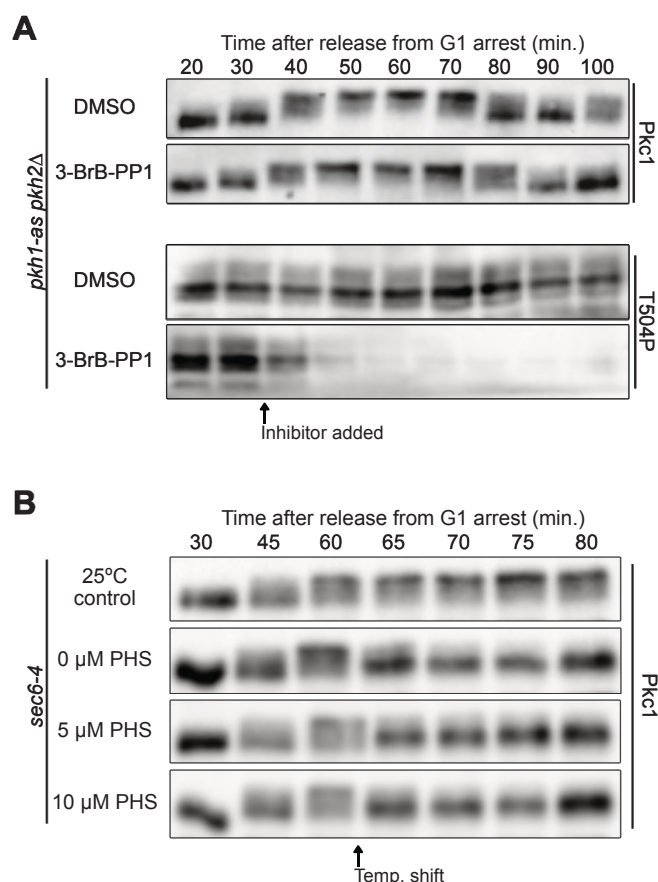 A
Time after release from G1 arrest (min.)
20 30 40 50 60 70 80 90 100
pkh1-as pkh2Δ
DMSO
3-BrB-PP1
Pkc1
DMSO
3-BrB-PP1
T504P
Inhibitor added
B
Time after release from G1 arrest (min.)
30 45 60 65 70 75 80
sec6-4
25ºC
control
0 µM PHS
5 µM PHS
10 µM PHS
Pkc1
Temp. shift